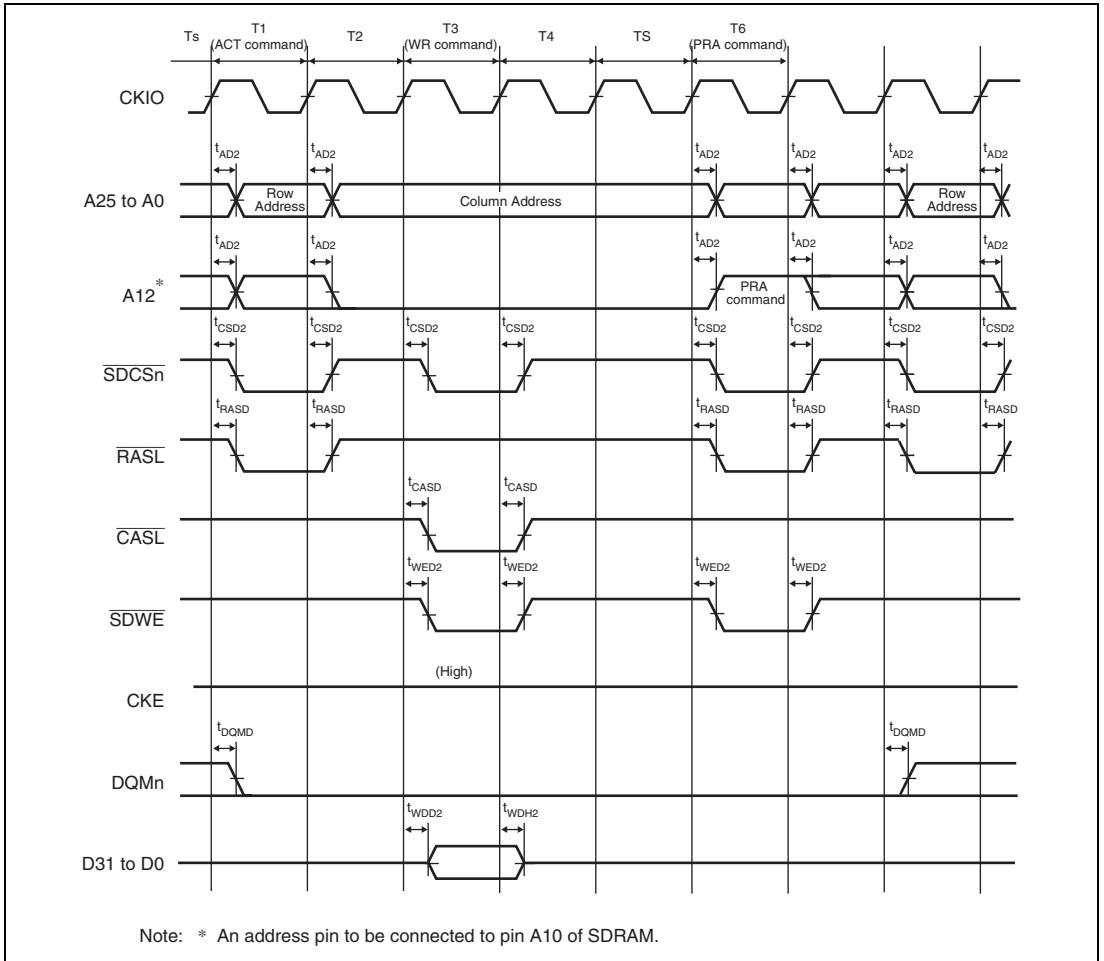 Ts T1 T2 T3 T4 TS T6
(ACT command) (WR command) (PRA command)
CKIO
tAD2 tAD2 tAD2 tAD2 tAD2 tAD2
A25 to A0 Row Address Column Address Row Address
tAD2 tAD2 tAD2 tAD2 tAD2 tAD2
A12* PRA command
tCSD2 tCSD2 tCSD2 tCSD2 tCSD2 tCSD2 tCSD2 tCSD2
SDCSn
tRASD tRASD tRASD tRASD tRASD tRASD
RASL
tCASD tCASD
CASL
tWED2 tWED2 tWED2 tWED2
SDWE
(High)
CKE
tDQMD tDQMD
DQMn
tWDD2 tWDH2
D31 to D0
Note: * An address pin to be connected to pin A10 of SDRAM.